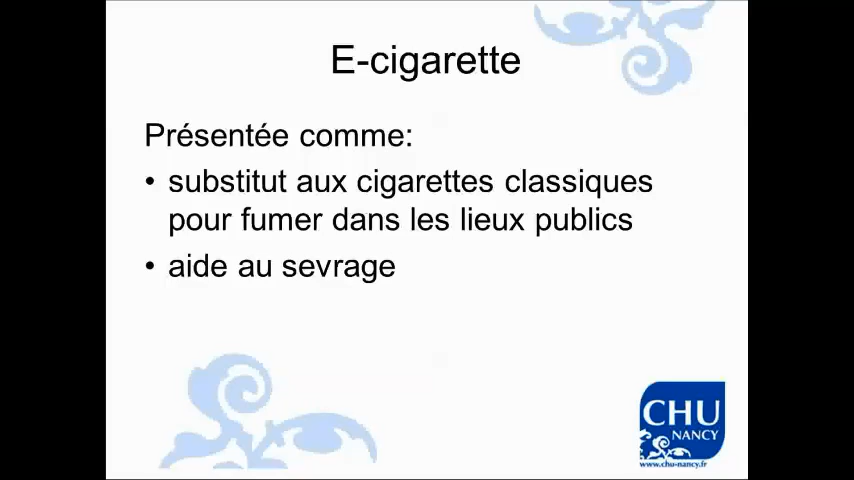 E-cigarette
Présentée comme:
• substitut aux cigarettes classiques
pour fumer dans les lieux publics
• aide au sevrage
CHU
NANCY
www.chu-nancy.fr